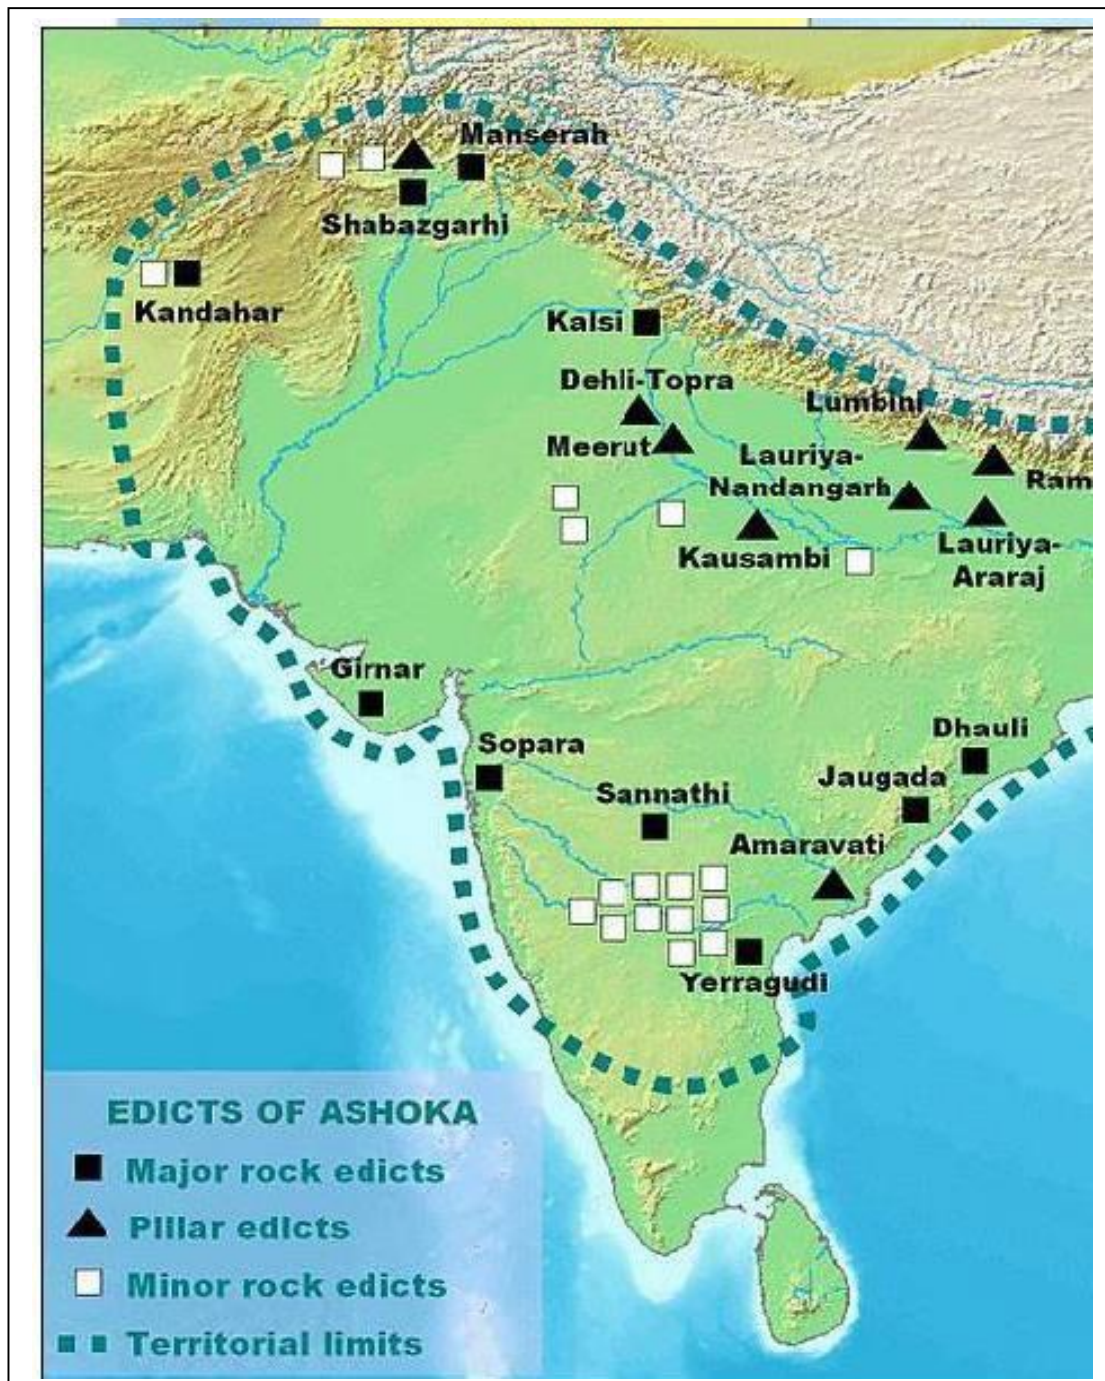 Manserah
Shabazgarhi
Kandahar
Kalsi
Dehli-Topra
Lumbini
Meerut
Lauriya-
Nandangarh
Ram
Kausambi
Lauriya-
Araraj
Girnar
Sopara
Dhauli
Sannathi
Jaugada
Amaravati
Yerragudi
EDICTS OF ASHOKA
Major rock edicts
Pillar edicts
Minor rock edicts
Territorial limits